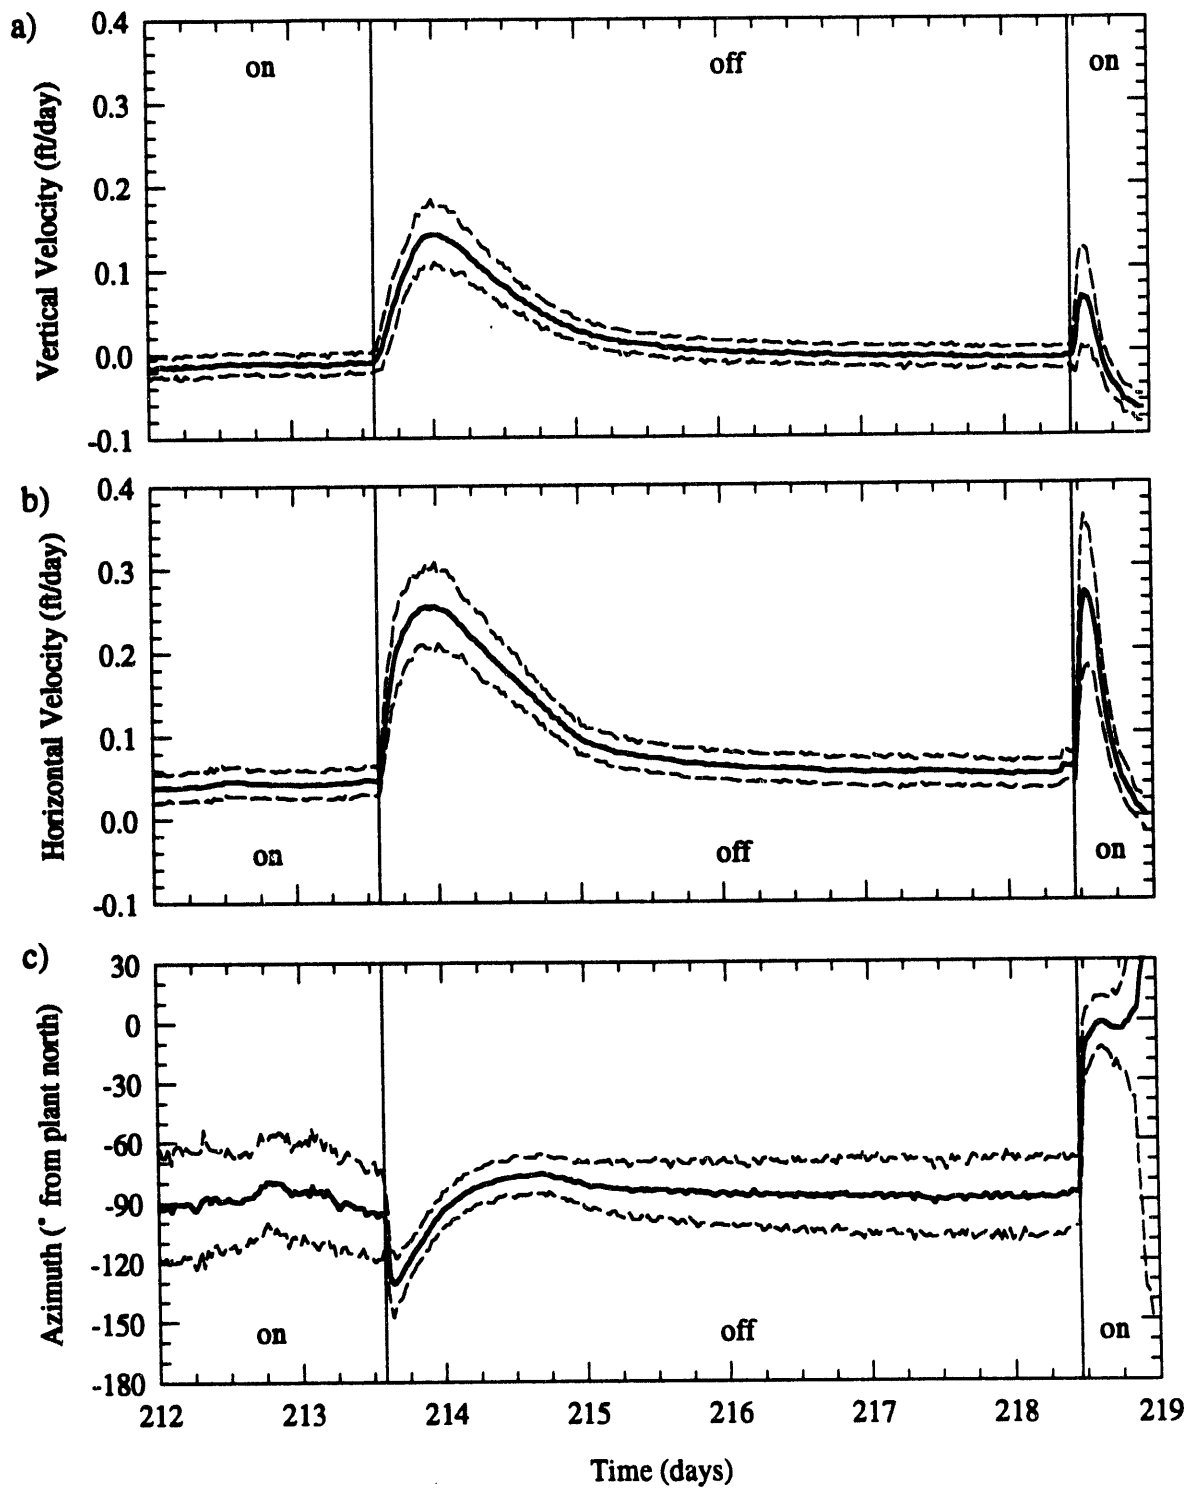 a)
Vertical Velocity (ft/day)
0.4
0.3
0.2
0.1
0.0
-0.1
on
off
on
b)
Horizontal Velocity (ft/day)
0.4
0.3
0.2
0.1
0.0
-0.1
on
off
on
c)
Azimuth (° from plant north)
30
0
-30
-60
-90
-120
-150
-180
on
off
on
212 213 214 215 216 217 218 219
Time (days)